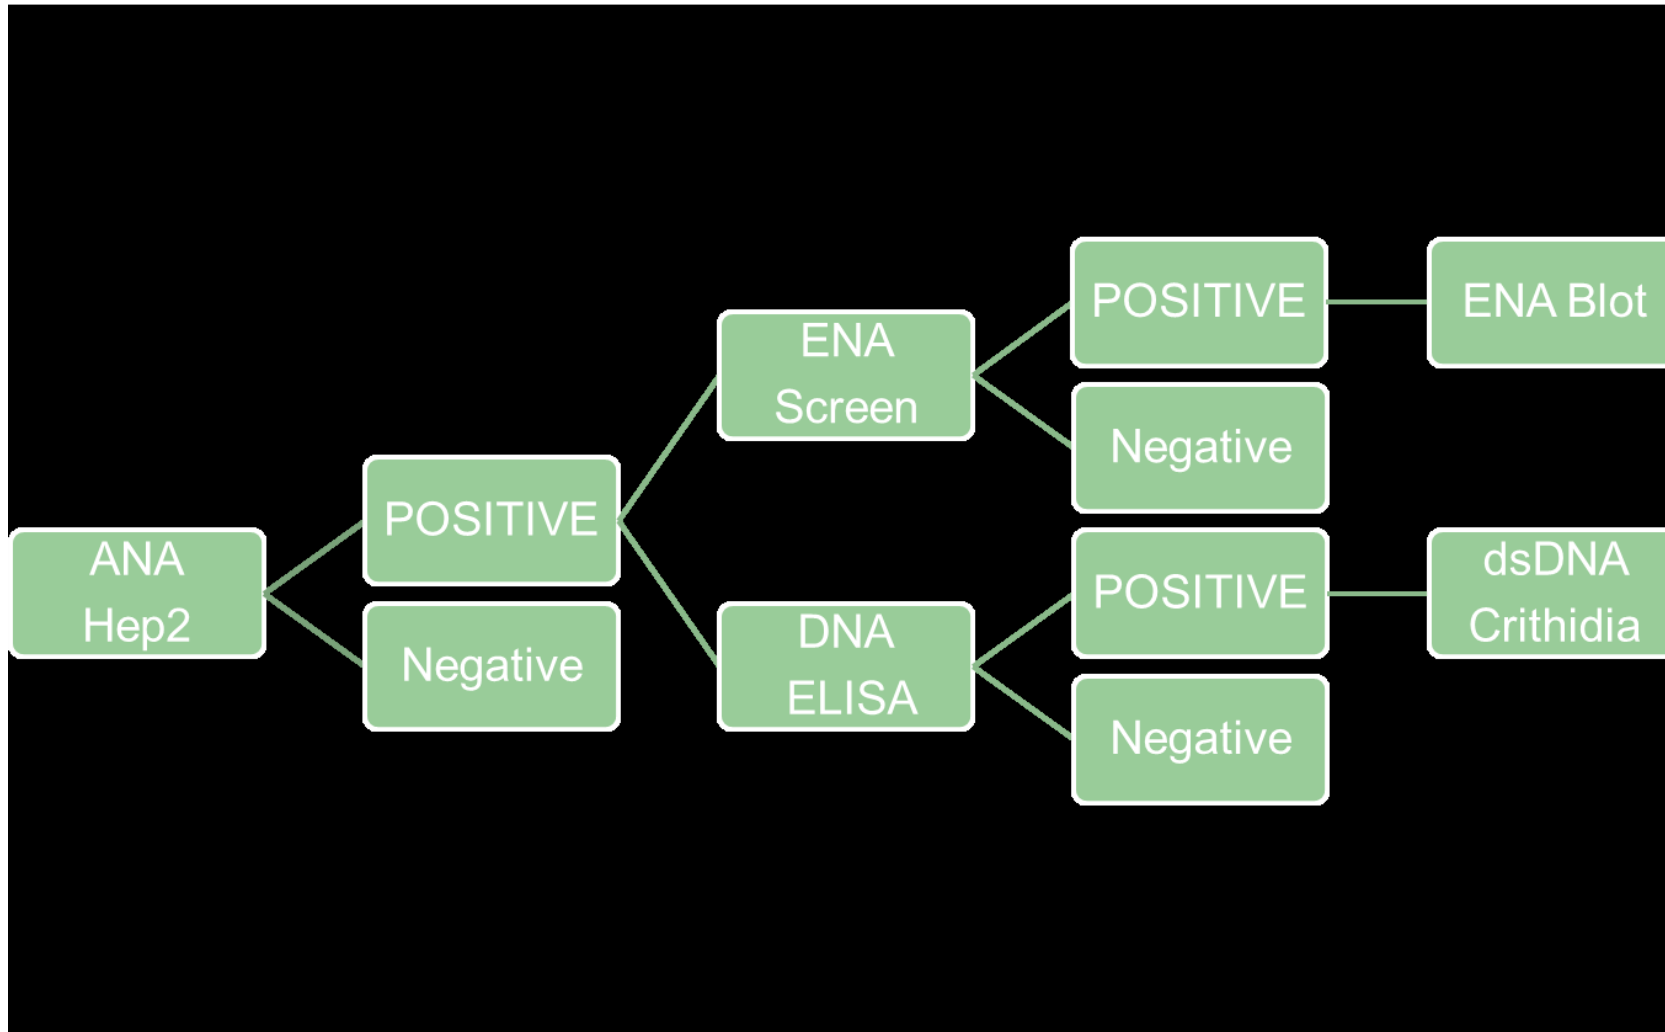 ANA
Hep2
POSITIVE
Negative
ENA
Screen
DNA
ELISA
POSITIVE
Negative
POSITIVE
Negative
ENA Blot
dsDNA
Crithidia